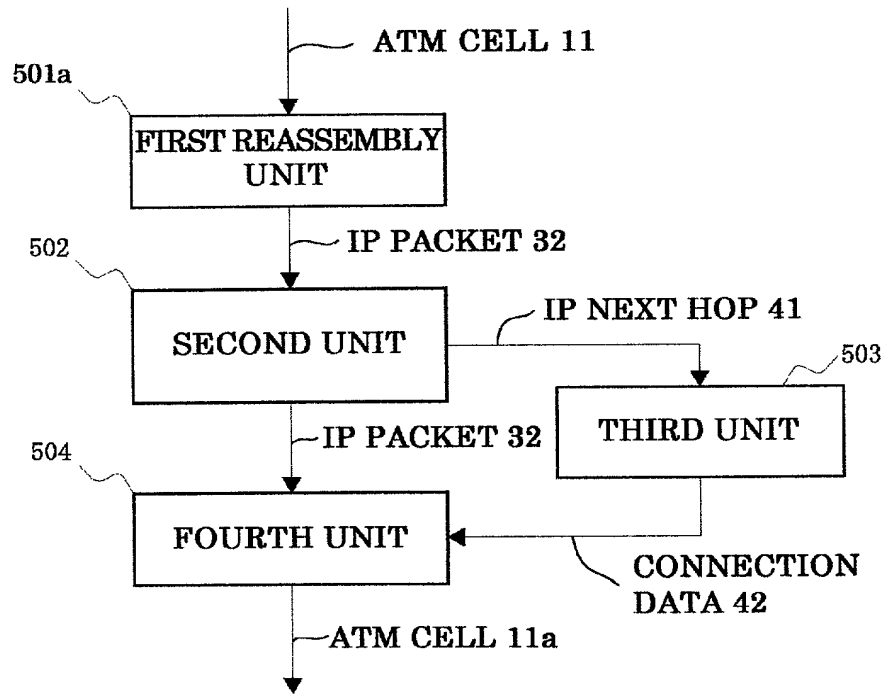 ATM CELL 11
501a
FIRST REASSEMBLY
UNIT
IP PACKET 32
502
SECOND UNIT
IP NEXT HOP 41
503
THIRD UNIT
IP PACKET 32
504
FOURTH UNIT
CONNECTION
DATA 42
ATM CELL 11a